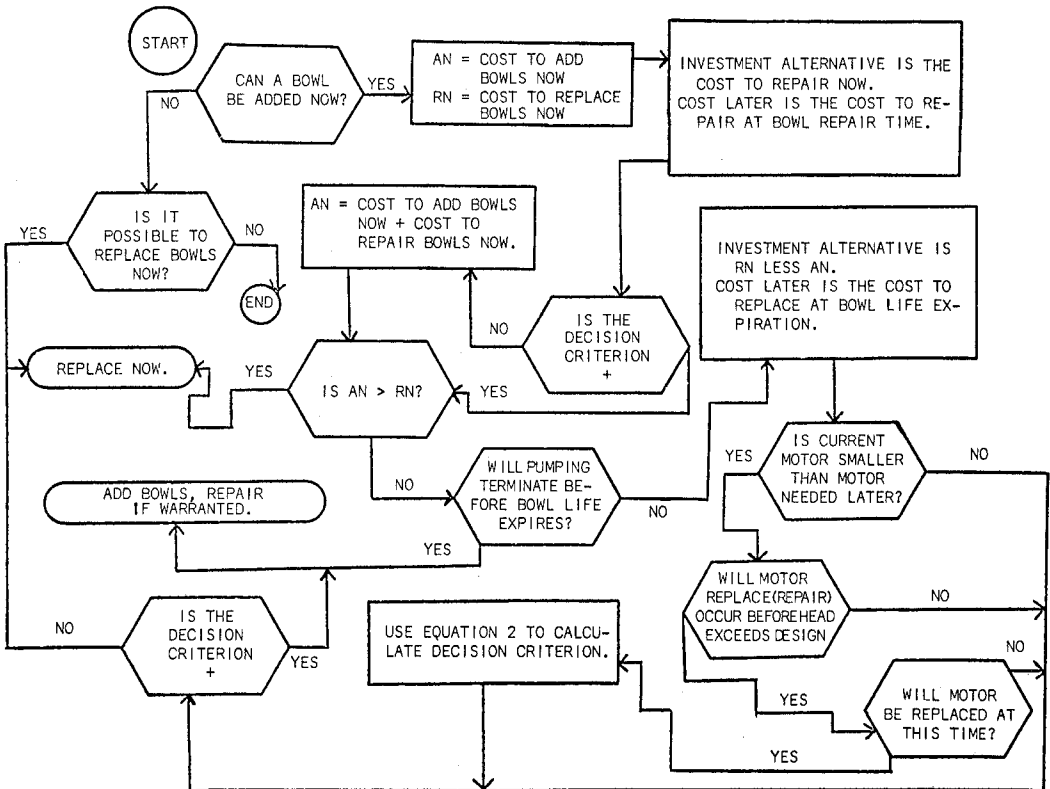 START
CAN A BOWL
BE ADDED NOW?
YES
NO
AN = COST TO ADD
BOWLS NOW
RN = COST TO REPLACE
BOWLS NOW
INVESTMENT ALTERNATIVE IS THE
COST TO REPAIR NOW.
COST LATER IS THE COST TO RE-
PAIR AT BOWL REPAIR TIME.
IS IT
POSSIBLE TO
REPLACE BOWLS
NOW?
YES
NO
END
AN = COST TO ADD BOWLS
NOW + COST TO
REPAIR BOWLS NOW.
IS THE
DECISION
CRITERION
+
NO
YES
INVESTMENT ALTERNATIVE IS
RN LESS AN.
COST LATER IS THE COST TO
REPLACE AT BOWL LIFE EX-
PIRATION.
REPLACE NOW.
YES
IS AN > RN?
NO
WILL PUMPING
TERMINATE BE-
FORE BOWL LIFE
EXPIRES?
NO
YES
IS CURRENT
MOTOR SMALLER
THAN MOTOR
NEEDED LATER?
YES
NO
ADD BOWLS, REPAIR
IF WARRANTED.
IS THE
DECISION
CRITERION
+
NO
YES
USE EQUATION 2 TO CALCU-
LATE DECISION CRITERION.
WILL MOTOR
REPLACE(REPAIR)
OCCUR BEFOREHEAD
EXCEEDS DESIGN
NO
YES
WILL MOTOR
BE REPLACED AT
THIS TIME?
NO
YES